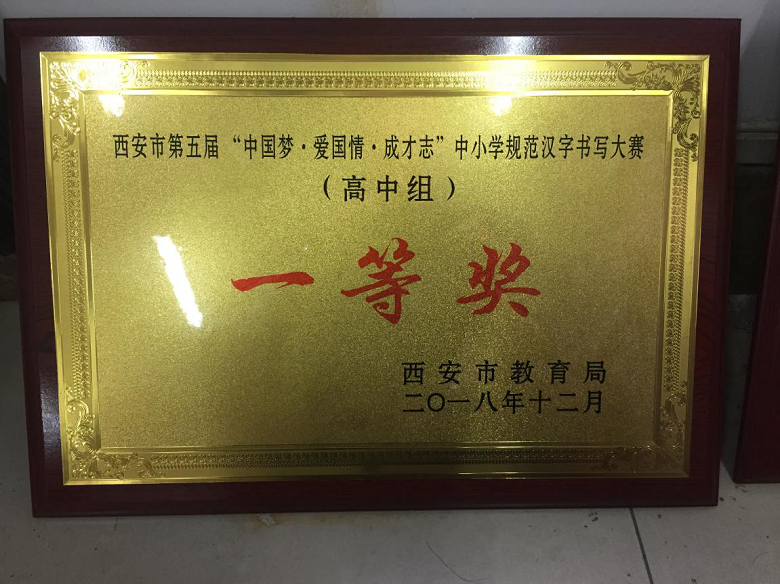 西安市第五届“中国梦·爱国情·成才志”中小学规范汉字书写大赛
（高中组）
一等奖
西安市教育局
二〇一八年十二月